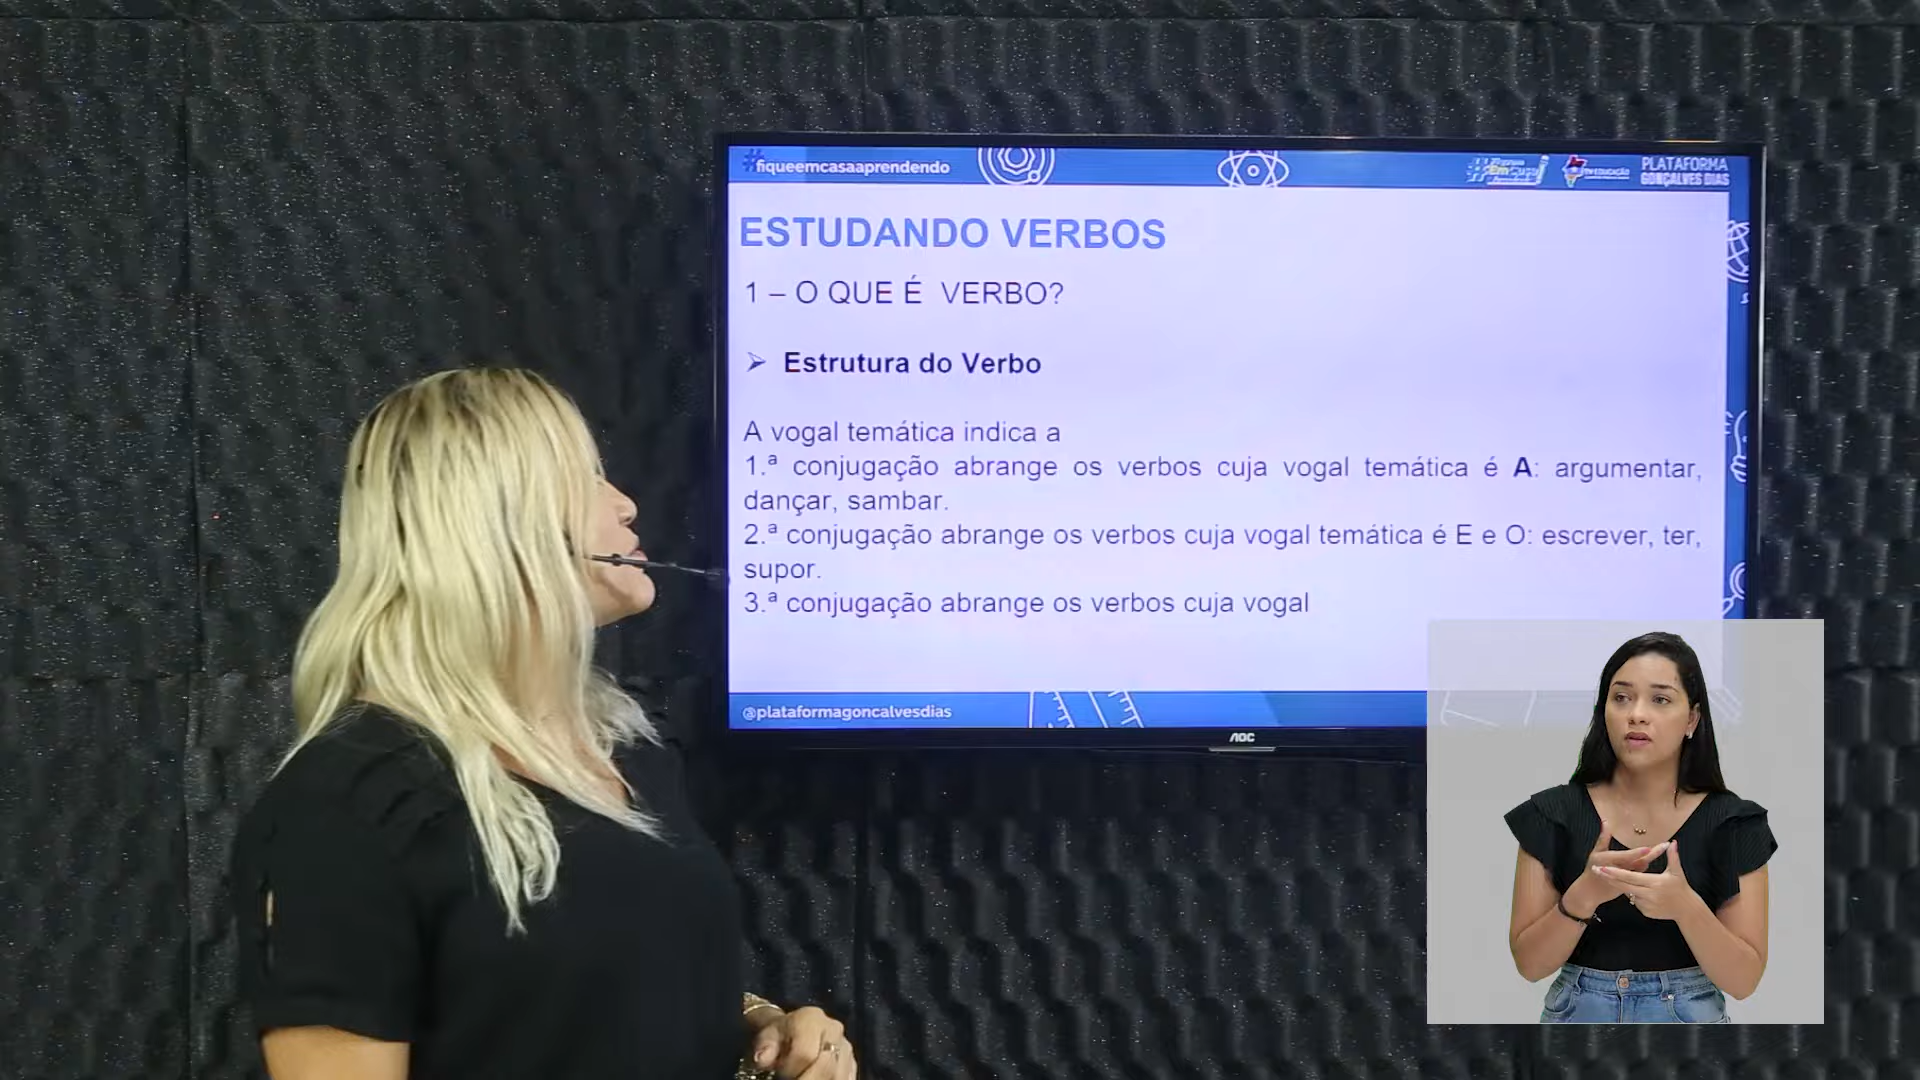 #fiqueemcasaaprendendo
PLATAFORMA
GONÇALVES DIAS
ESTUDANDO VERBOS
1 – O QUE É VERBO?
➢ Estrutura do Verbo
A vogal temática indica a
1.ª conjugação abrange os verbos cuja vogal temática é A: argumentar,
dançar, sambar.
2.ª conjugação abrange os verbos cuja vogal temática é E e O: escrever, ter,
supor.
3.ª conjugação abrange os verbos cuja vogal
@plataformagoncalvesdias
AOC